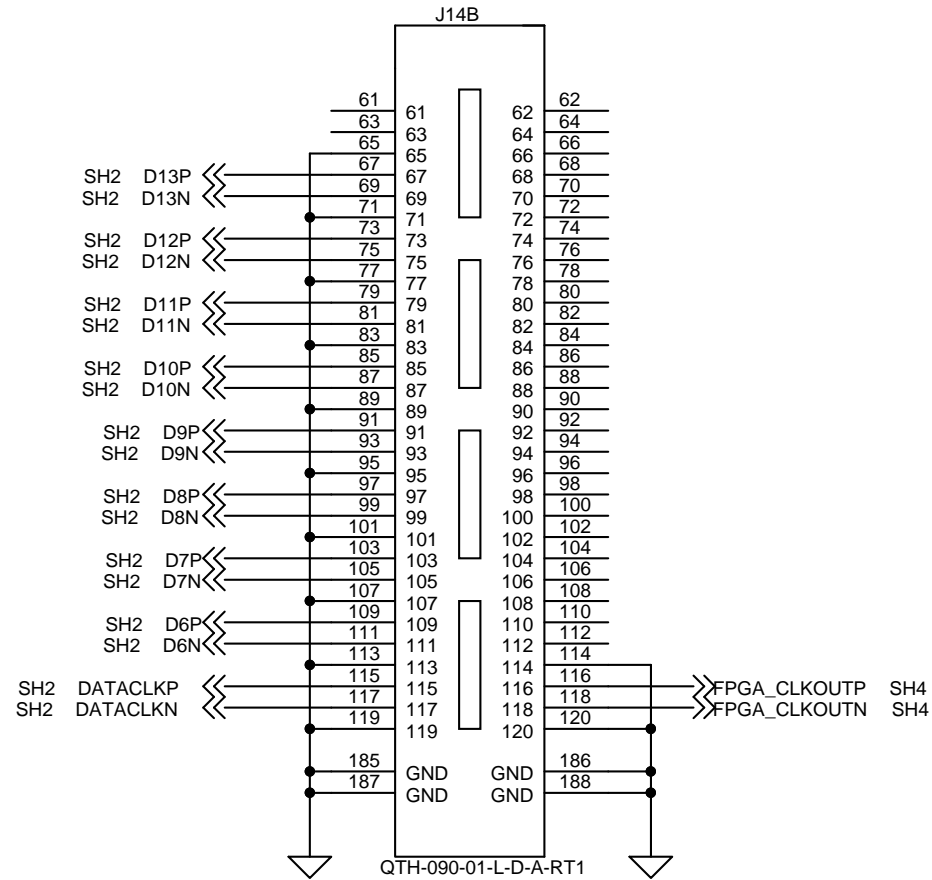 J14B
61 61 62 62
63 63 64 64
65 65 66 66
SH2 D13P 67 67 68 68
SH2 D13N 69 69 70 70
71 71 72 72
SH2 D12P 73 73 74 74
SH2 D12N 75 75 76 76
77 77 78 78
SH2 D11P 79 79 80 80
SH2 D11N 81 81 82 82
83 83 84 84
SH2 D10P 85 85 86 86
SH2 D10N 87 87 88 88
89 89 90 90
SH2 D9P 91 91 92 92
SH2 D9N 93 93 94 94
95 95 96 96
SH2 D8P 97 97 98 98
SH2 D8N 99 99 100 100
101 101 102 102
SH2 D7P 103 103 104 104
SH2 D7N 105 105 106 106
107 107 108 108
SH2 D6P 109 109 110 110
SH2 D6N 111 111 112 112
113 113 114 114
SH2 DATACLKP 115 115 116 116 FPGA_CLKOUTP SH4
SH2 DATACLKN 117 117 118 118 FPGA_CLKOUTN SH4
119 119 120 120
185 GND GND 186
187 GND GND 188
QTH-090-01-L-D-A-RT1